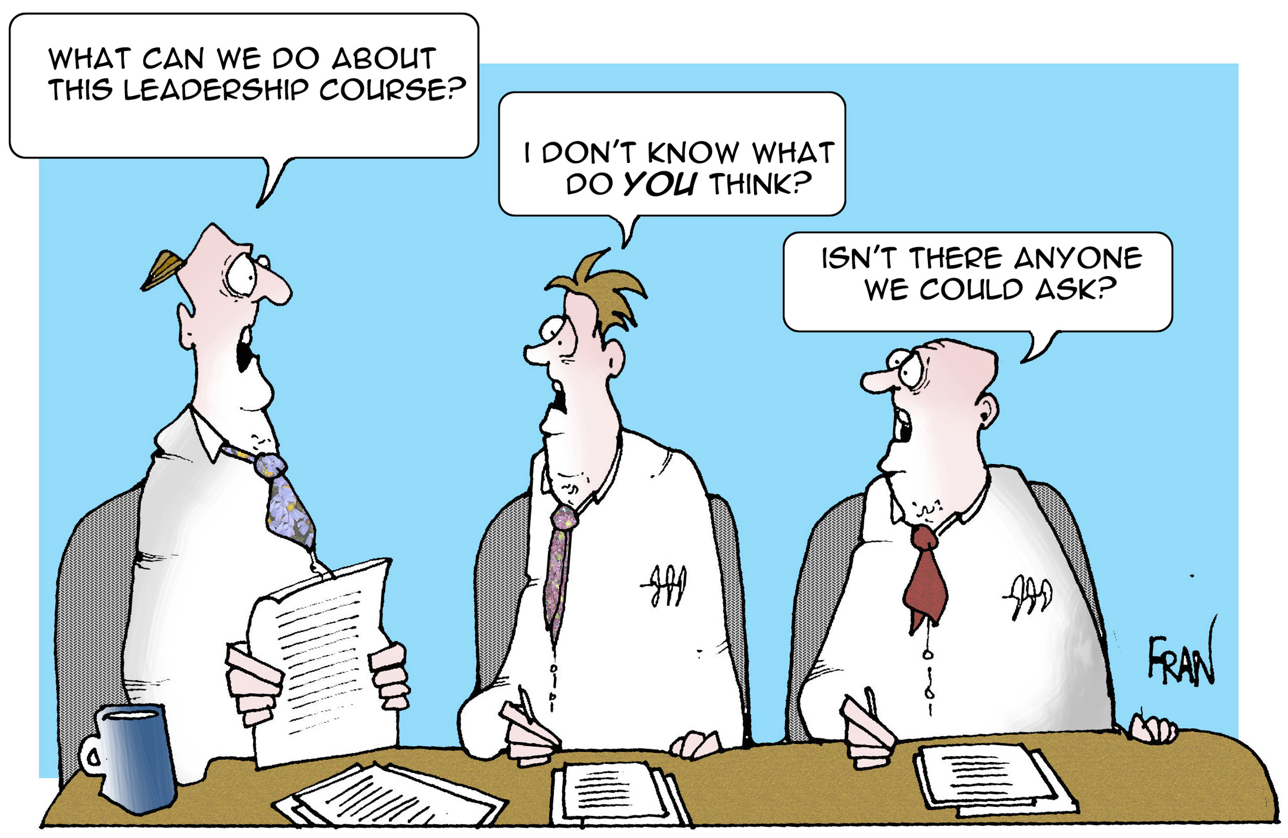 WHAT CAN WE DO ABOUT
THIS LEADERSHIP COURSE?
I DON'T KNOW WHAT
DO YOU THINK?
ISN'T THERE ANYONE
WE COULD ASK?
FRAN